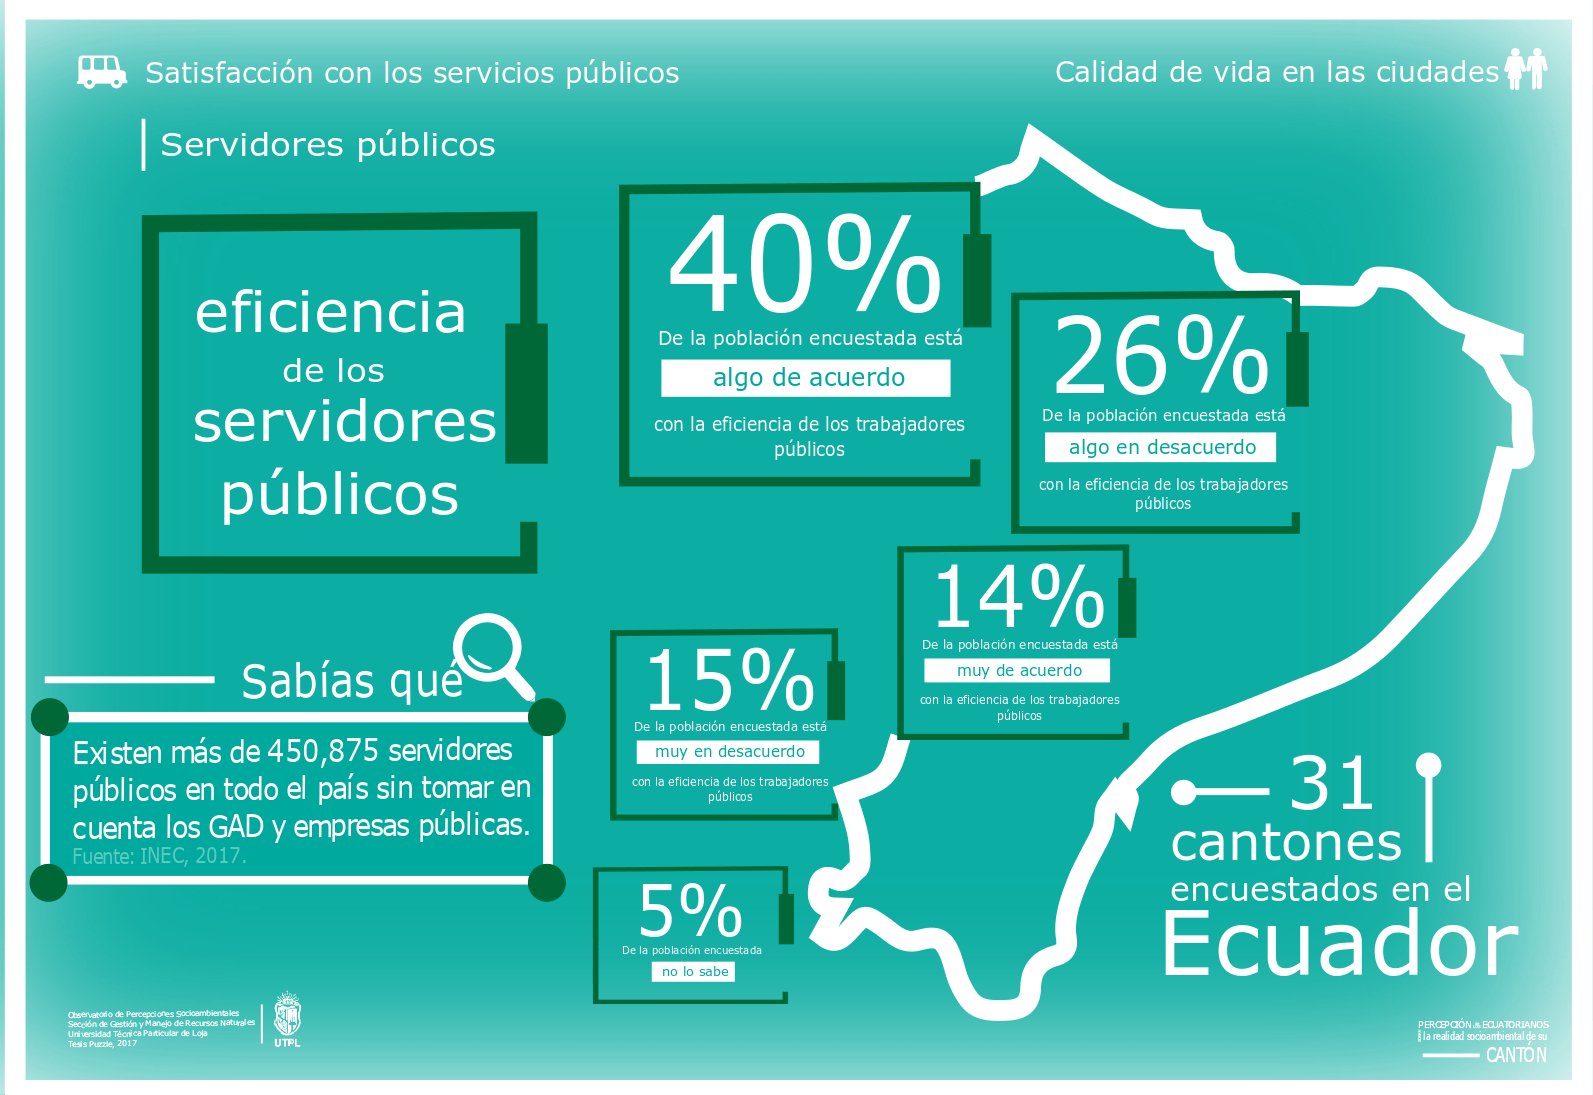 Satisfacción con los servicios públicos
Calidad de vida en las ciudades
Servidores públicos
eficiencia
de los
servidores
públicos
40%
De la población encuestada está
algo de acuerdo
con la eficiencia de los trabajadores
públicos
26%
De la población encuestada está
algo en desacuerdo
con la eficiencia de los trabajadores
públicos
14%
De la población encuestada está
muy de acuerdo
con la eficiencia de los trabajadores
públicos
15%
De la población encuestada está
muy en desacuerdo
con la eficiencia de los trabajadores
públicos
5%
De la población encuestada
no lo sabe
Sabías qué
Existen más de 450,875 servidores
públicos en todo el país sin tomar en
cuenta los GAD y empresas públicas.
Fuente: INEC, 2017.
31
cantones
encuestados en el
Ecuador
Observatorio de Percepciones Socioambientales
Sección de Gestión y Manejo de Recursos Naturales
Universidad Técnica Particular de Loja
Tesis Puzzle, 2017
UTPL
PERCEPCIÓN ECUATORIANOS
la realidad socioambiental de su
CANTÓN